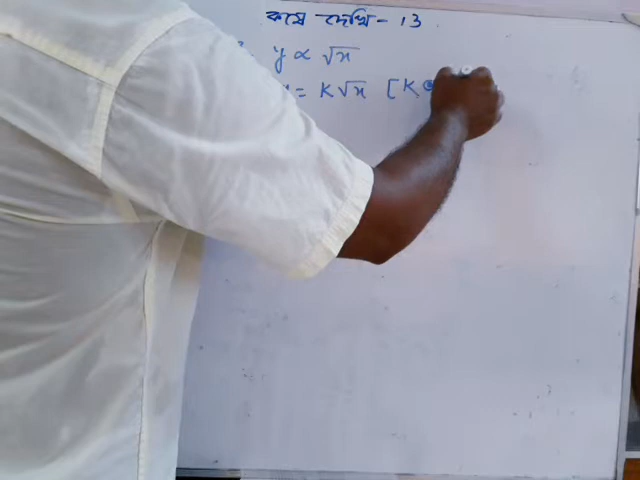 কষে দেখি - 13
y ∝ √x
= K√x [K